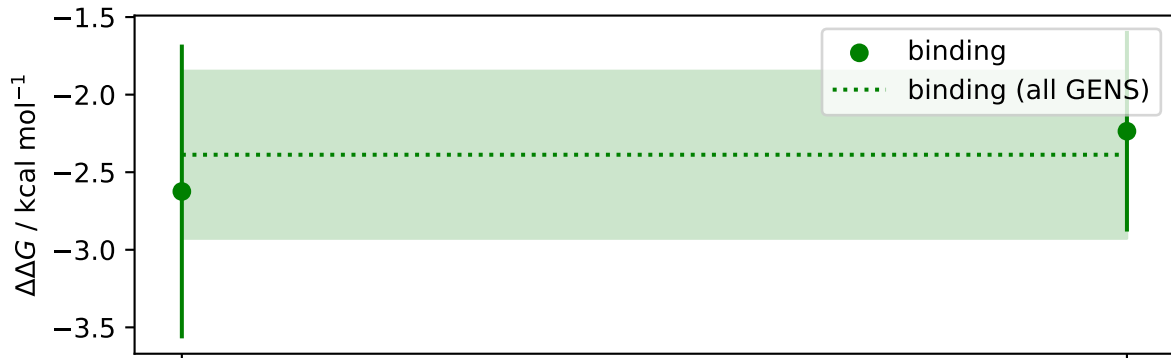 −1.5
−2.0
−2.5
−3.0
−3.5
ΔΔG / kcal mol⁻¹
binding
binding (all GENS)